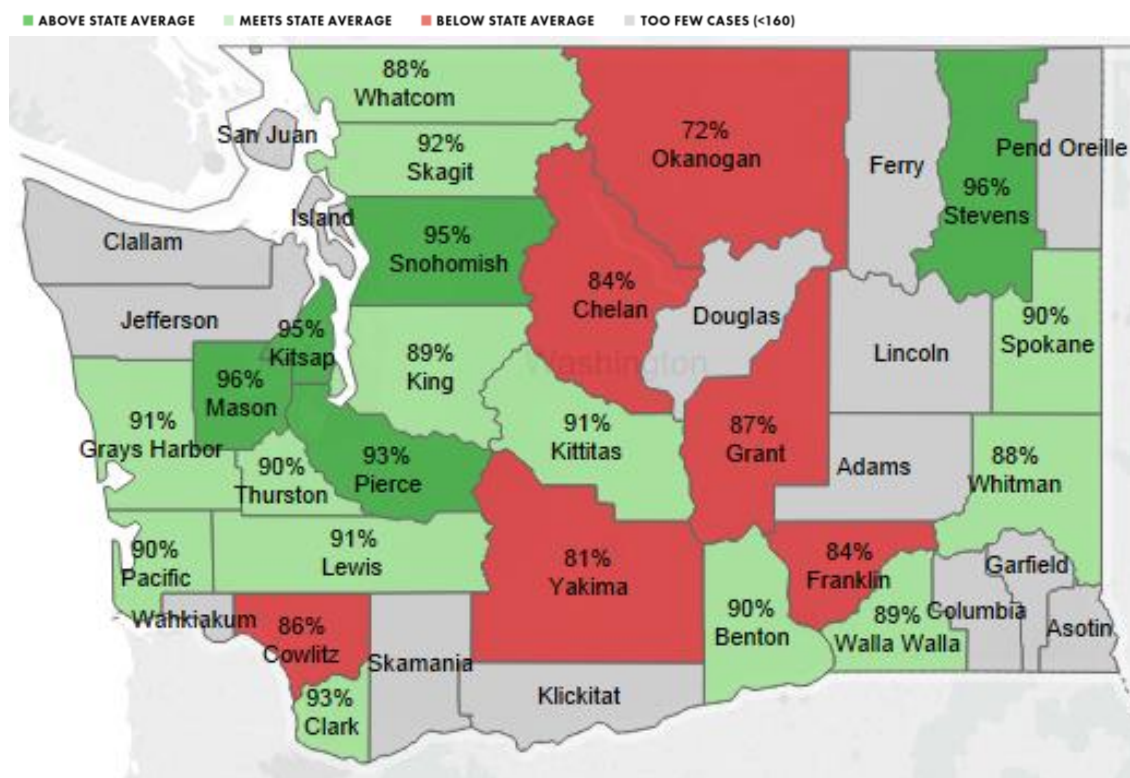 ABOVE STATE AVERAGE MEETS STATE AVERAGE BELOW STATE AVERAGE TOO FEW CASES (<160)
88%
Whatcom
San Juan
92%
Skagit
72%
Okanogan
Ferry
Pend Oreille
96%
Stevens
Island
Clallam
95%
Snohomish
84%
Chelan
Douglas
Jefferson
95%
Kitsap
89%
King
Washington
Lincoln
90%
Spokane
96%
Mason
91%
Grays Harbor
91%
Kittitas
87%
Grant
Adams
88%
Whitman
90%
Thurston
93%
Pierce
90%
Pacific
91%
Lewis
81%
Yakima
84%
Franklin
Garfield
Wahkiakum
86%
Cowlitz
Skamania
90%
Benton
89%
Walla Walla
Columbia
Asotin
93%
Clark
Klickitat